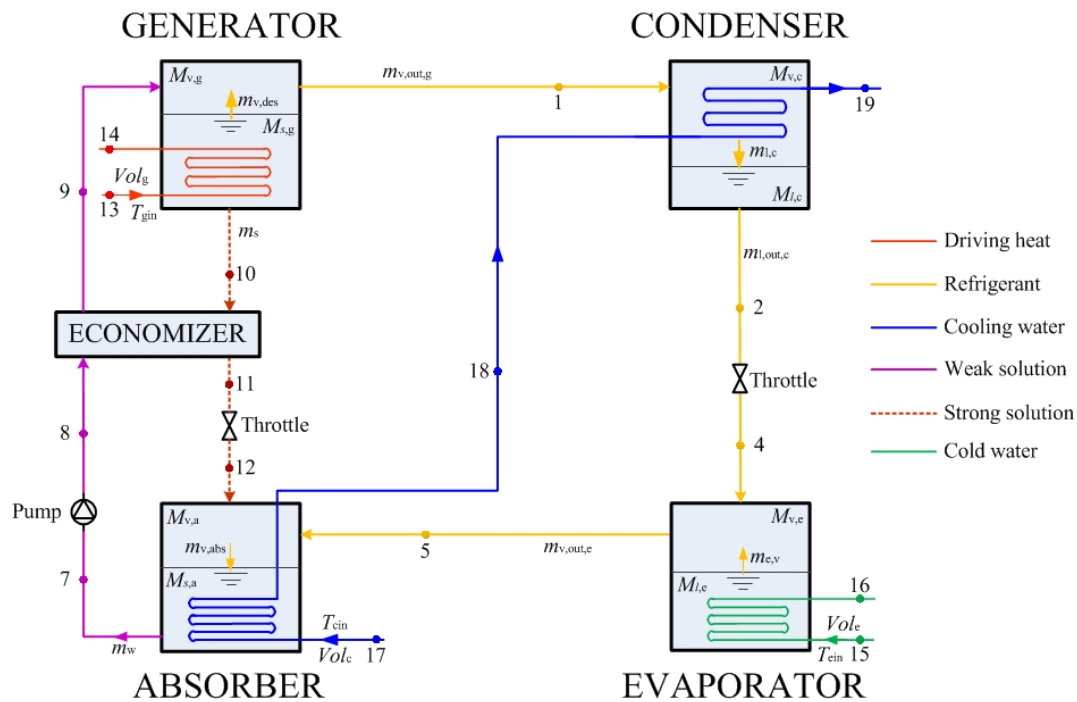 GENERATOR
CONDENSER
Mv,g
mv,out,g
Mv,c
mv,des
1
19
Ms,g
14
ml,c
9
Volg
Ml,c
13
Tgin
ms
ml,out,c
Driving heat
10
Refrigerant
2
ECONOMIZER
Cooling water
18
Throttle
Weak solution
11
Throttle
Strong solution
8
12
4
Cold water
Pump
Mv,a
Mv,e
mv,abs
5
mv,out,e
me,v
7
Ms,a
Ml,e
16
Tcin
Vole
mw
Volc
17
Tein
15
ABSORBER
EVAPORATOR